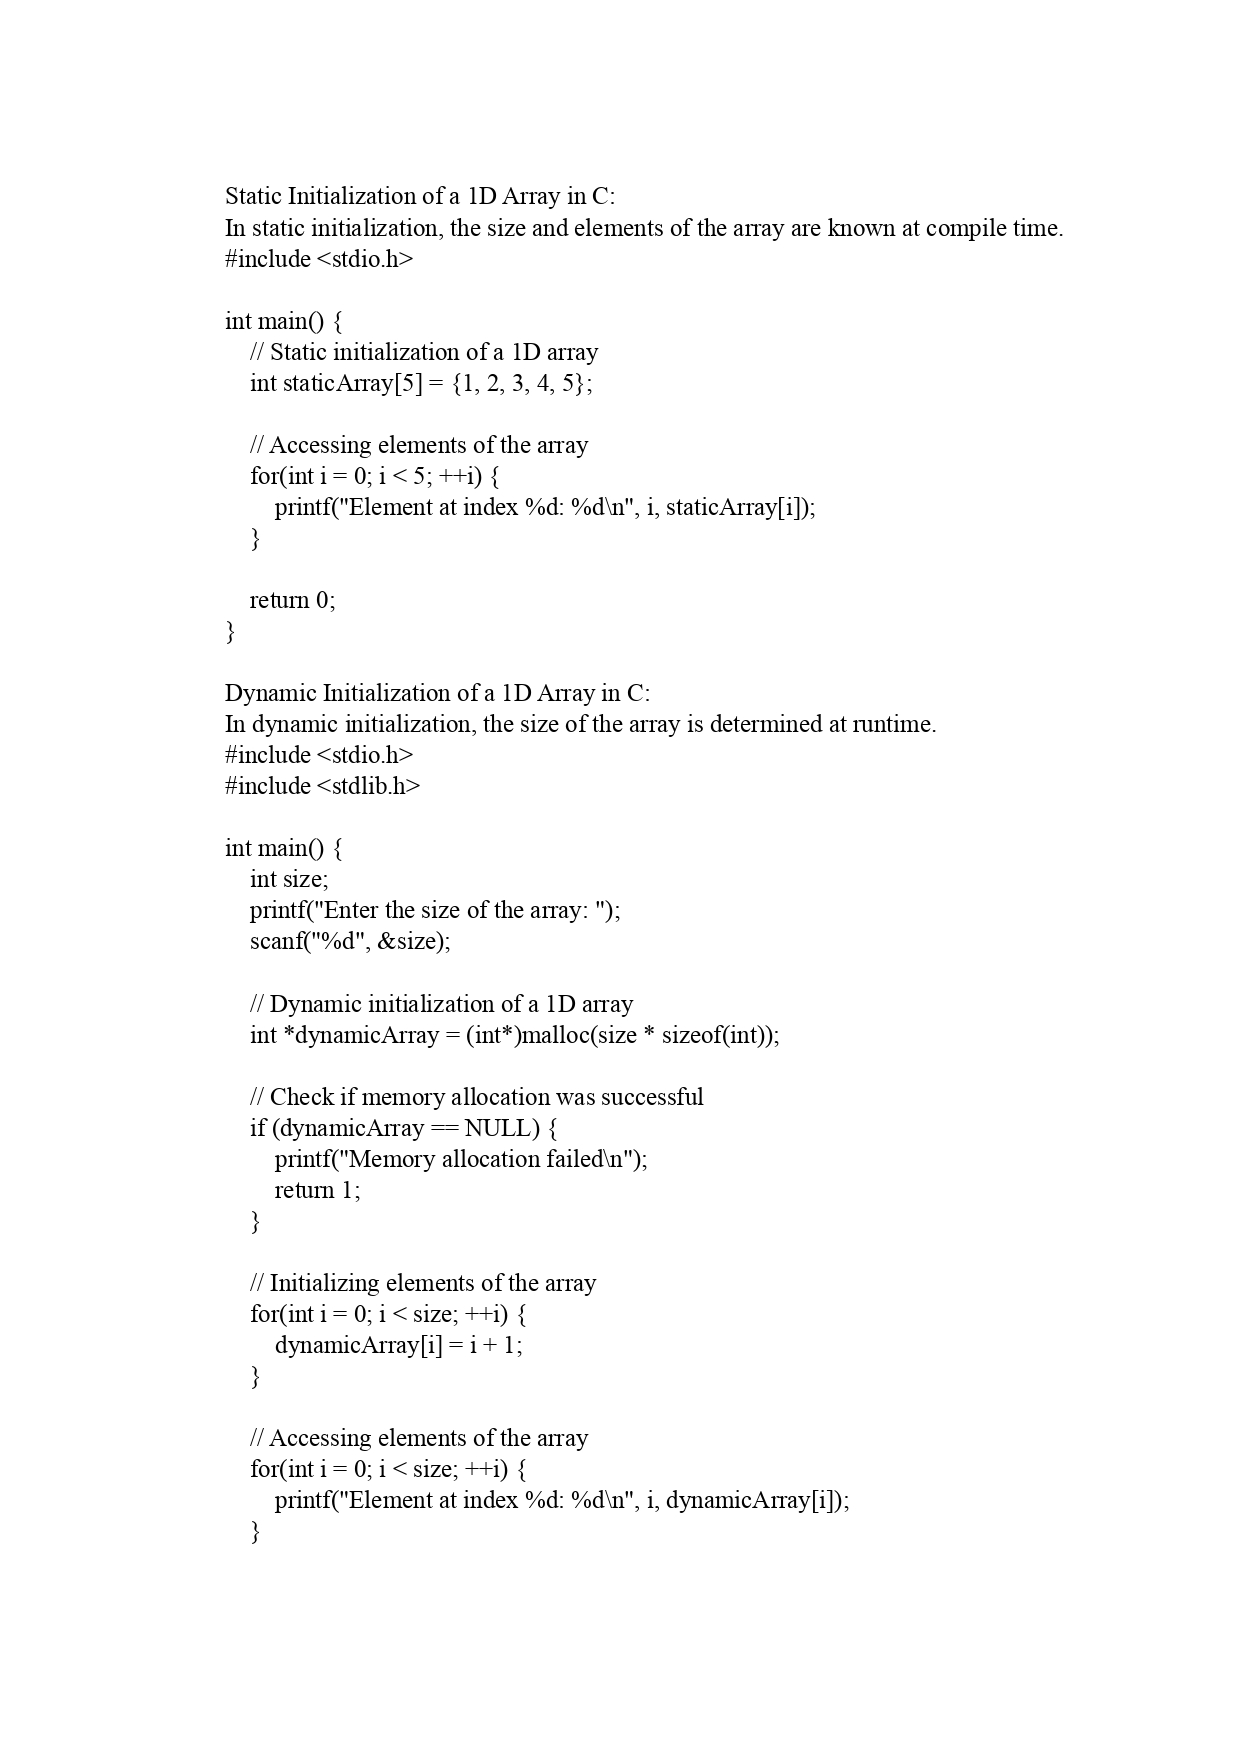 Static Initialization of a 1D Array in C:
In static initialization, the size and elements of the array are known at compile time.
#include <stdio.h>

int main() {
    // Static initialization of a 1D array
    int staticArray[5] = {1, 2, 3, 4, 5};

    // Accessing elements of the array
    for(int i = 0; i < 5; ++i) {
        printf("Element at index %d: %d\n", i, staticArray[i]);
    }

    return 0;
}

Dynamic Initialization of a 1D Array in C:
In dynamic initialization, the size of the array is determined at runtime.
#include <stdio.h>
#include <stdlib.h>

int main() {
    int size;
    printf("Enter the size of the array: ");
    scanf("%d", &size);

    // Dynamic initialization of a 1D array
    int *dynamicArray = (int*)malloc(size * sizeof(int));

    // Check if memory allocation was successful
    if (dynamicArray == NULL) {
        printf("Memory allocation failed\n");
        return 1;
    }

    // Initializing elements of the array
    for(int i = 0; i < size; ++i) {
        dynamicArray[i] = i + 1;
    }

    // Accessing elements of the array
    for(int i = 0; i < size; ++i) {
        printf("Element at index %d: %d\n", i, dynamicArray[i]);
    }